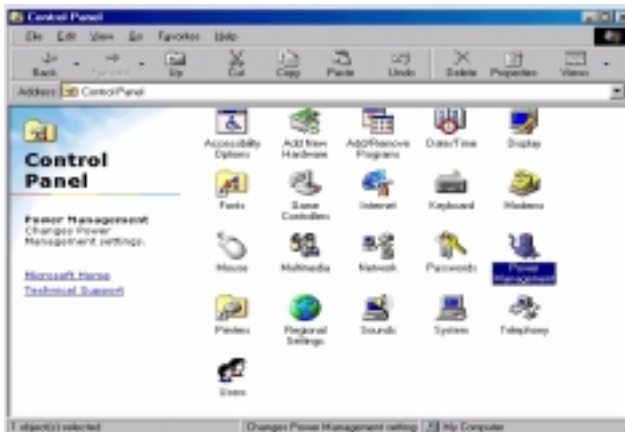 Control Panel
File Edit View Go Favorites Help
Back Forward Up Cut Copy Paste Undo Delete Properties Views
Address Control Panel
Control
Panel
Power Management
Changes Power
Management settings.
Microsoft Home
Technical Support
Accessibility
Options
Add New
Hardware
Add/Remove
Programs
Date/Time
Display
Fonts
Game
Controllers
Internet
Keyboard
Modems
Mouse
Multimedia
Network
Passwords
Power
Management
Printers
Regional
Settings
Sounds
System
Telephony
Users
1 object(s) selected
Changes Power Management setting
My Computer